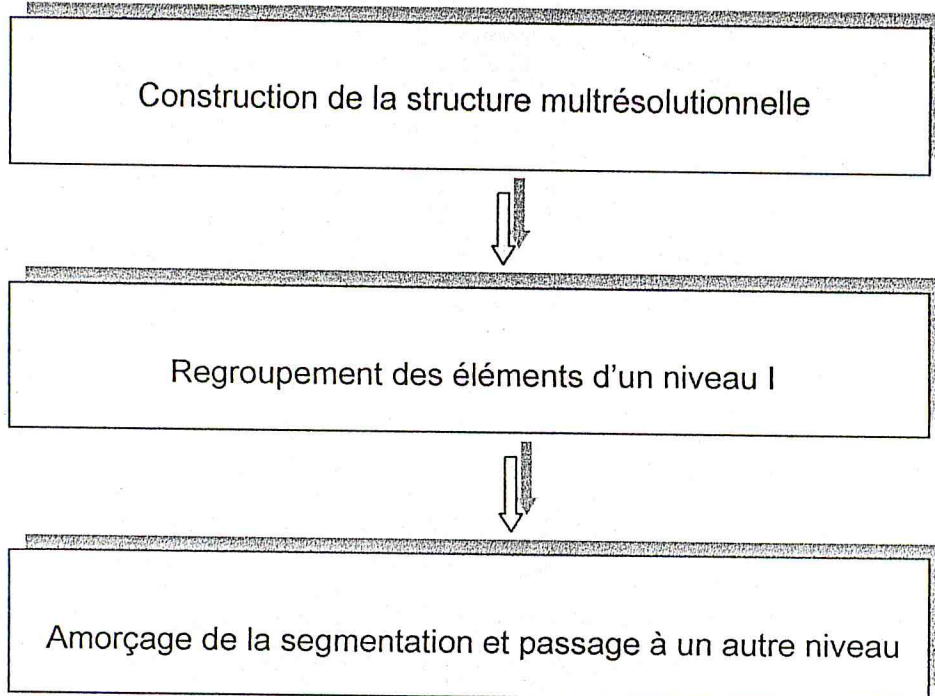 Construction de la structure multrésolutionnelle
Regroupement des éléments d'un niveau I
Amorçage de la segmentation et passage à un autre niveau